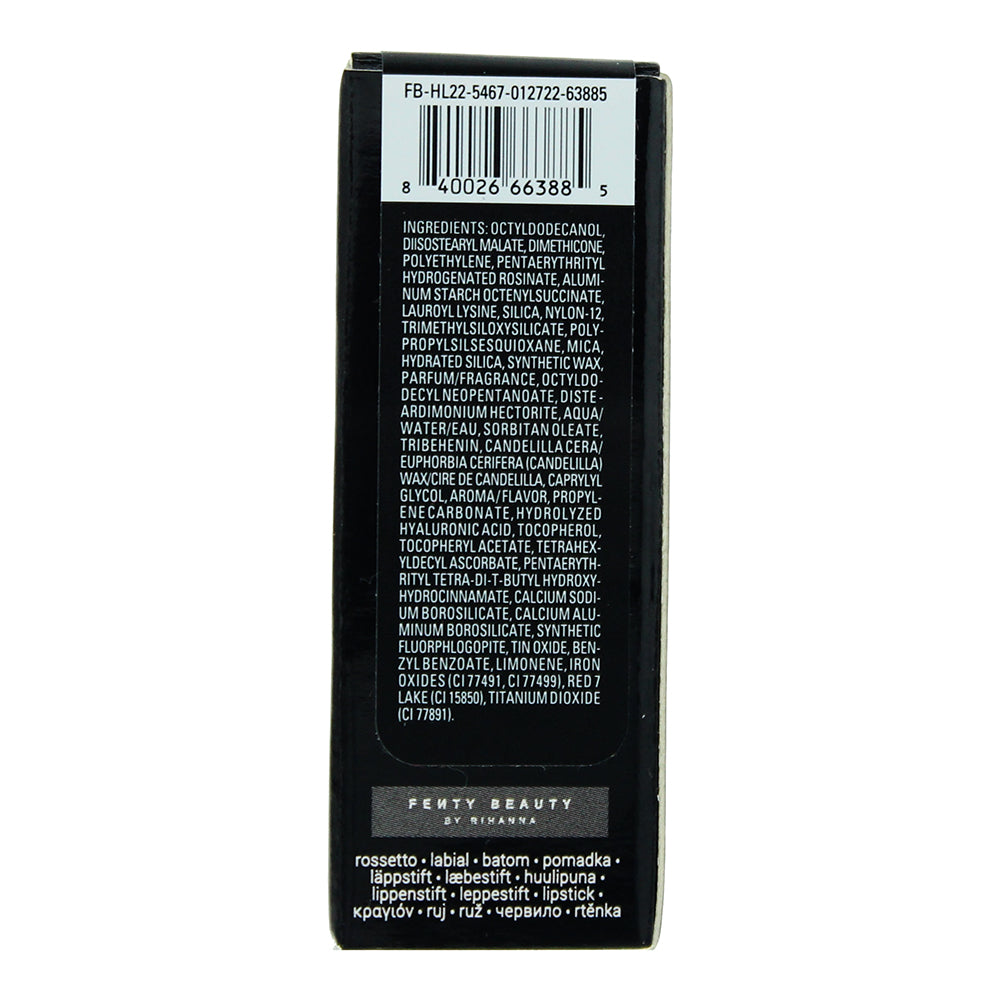 FB-HL22-5467-012722-63885
8 40026 66388 5
INGREDIENTS: OCTYLDODECANOL,
DIISOSTEARYL MALATE, DIMETHICONE,
POLYETHYLENE, PENTAERYTHRITYL
HYDROGENATED ROSINATE, ALUMI-
NUM STARCH OCTENYLSUCCINATE,
LAUROYL LYSINE, SILICA, NYLON-12,
TRIMETHYLSILOXYSILICATE, POLY-
PROPYLSILSESQUIOXANE, MICA,
HYDRATED SILICA, SYNTHETIC WAX,
PARFUM/FRAGRANCE, OCTYLDO-
DECYL NEOPENTANOATE, DISTE-
ARDIMONIUM HECTORITE, AQUA/
WATER/EAU, SORBITAN OLEATE,
TRIBEHENIN, CANDELILLA CERA/
EUPHORBIA CERIFERA (CANDELILLA)
WAX/CIRE DE CANDELILLA, CAPRYLYL
GLYCOL, AROMA/FLAVOR, PROPYL-
ENE CARBONATE, HYDROLYZED
HYALURONIC ACID, TOCOPHEROL,
TOCOPHERYL ACETATE, TETRAHEX-
YLDECYL ASCORBATE, PENTAERYTH-
RITYL TETRA-DI-T-BUTYL HYDROXY-
HYDROCINNAMATE, CALCIUM SODI-
UM BOROSILICATE, CALCIUM ALU-
MINUM BOROSILICATE, SYNTHETIC
FLUORPHLOGOPITE, TIN OXIDE, BEN-
ZYL BENZOATE, LIMONENE, IRON
OXIDES (CI 77491, CI 77499), RED 7
LAKE (CI 15850), TITANIUM DIOXIDE
(CI 77891).
FEИTY BEAUTY
BY RIHANNA
rossetto • labial • batom • pomadka •
läppstift • læbestift • huulipuna •
lippenstift • leppestift • lipstick •
κραγιόν • ruj • ruž • червило • rtěnka